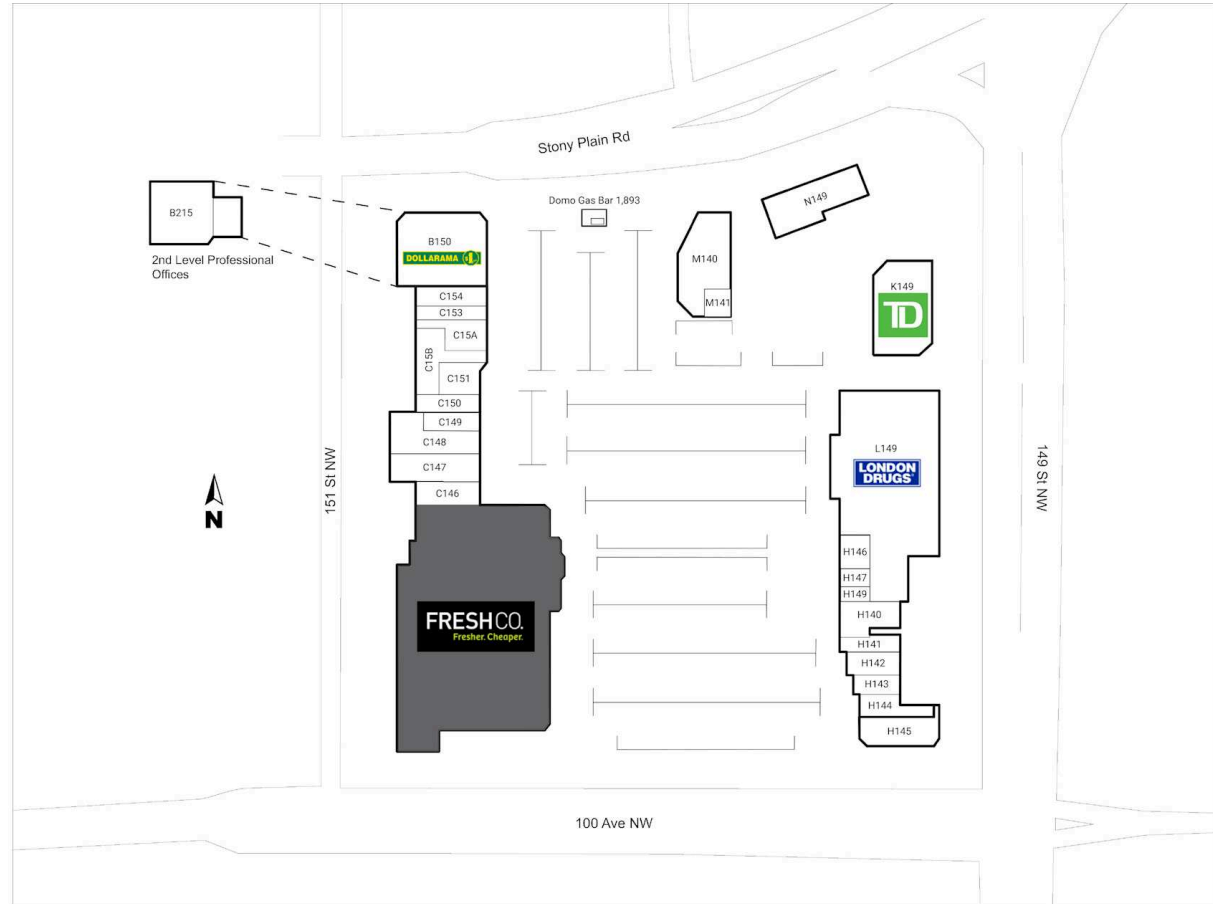 Stony Plain Rd
B215
2nd Level Professional
Offices
Domo Gas Bar 1,893
N149
B150
DOLLARAMA
M140
M141
K149
TD
C154
C153
C15A
C15B
C151
C150
C149
C148
C147
C146
L149
LONDON
DRUGS
151 St NW
149 St NW
N
H146
H147
H149
H140
H141
H142
H143
H144
H145
FRESHCO.
Fresher. Cheaper.
100 Ave NW